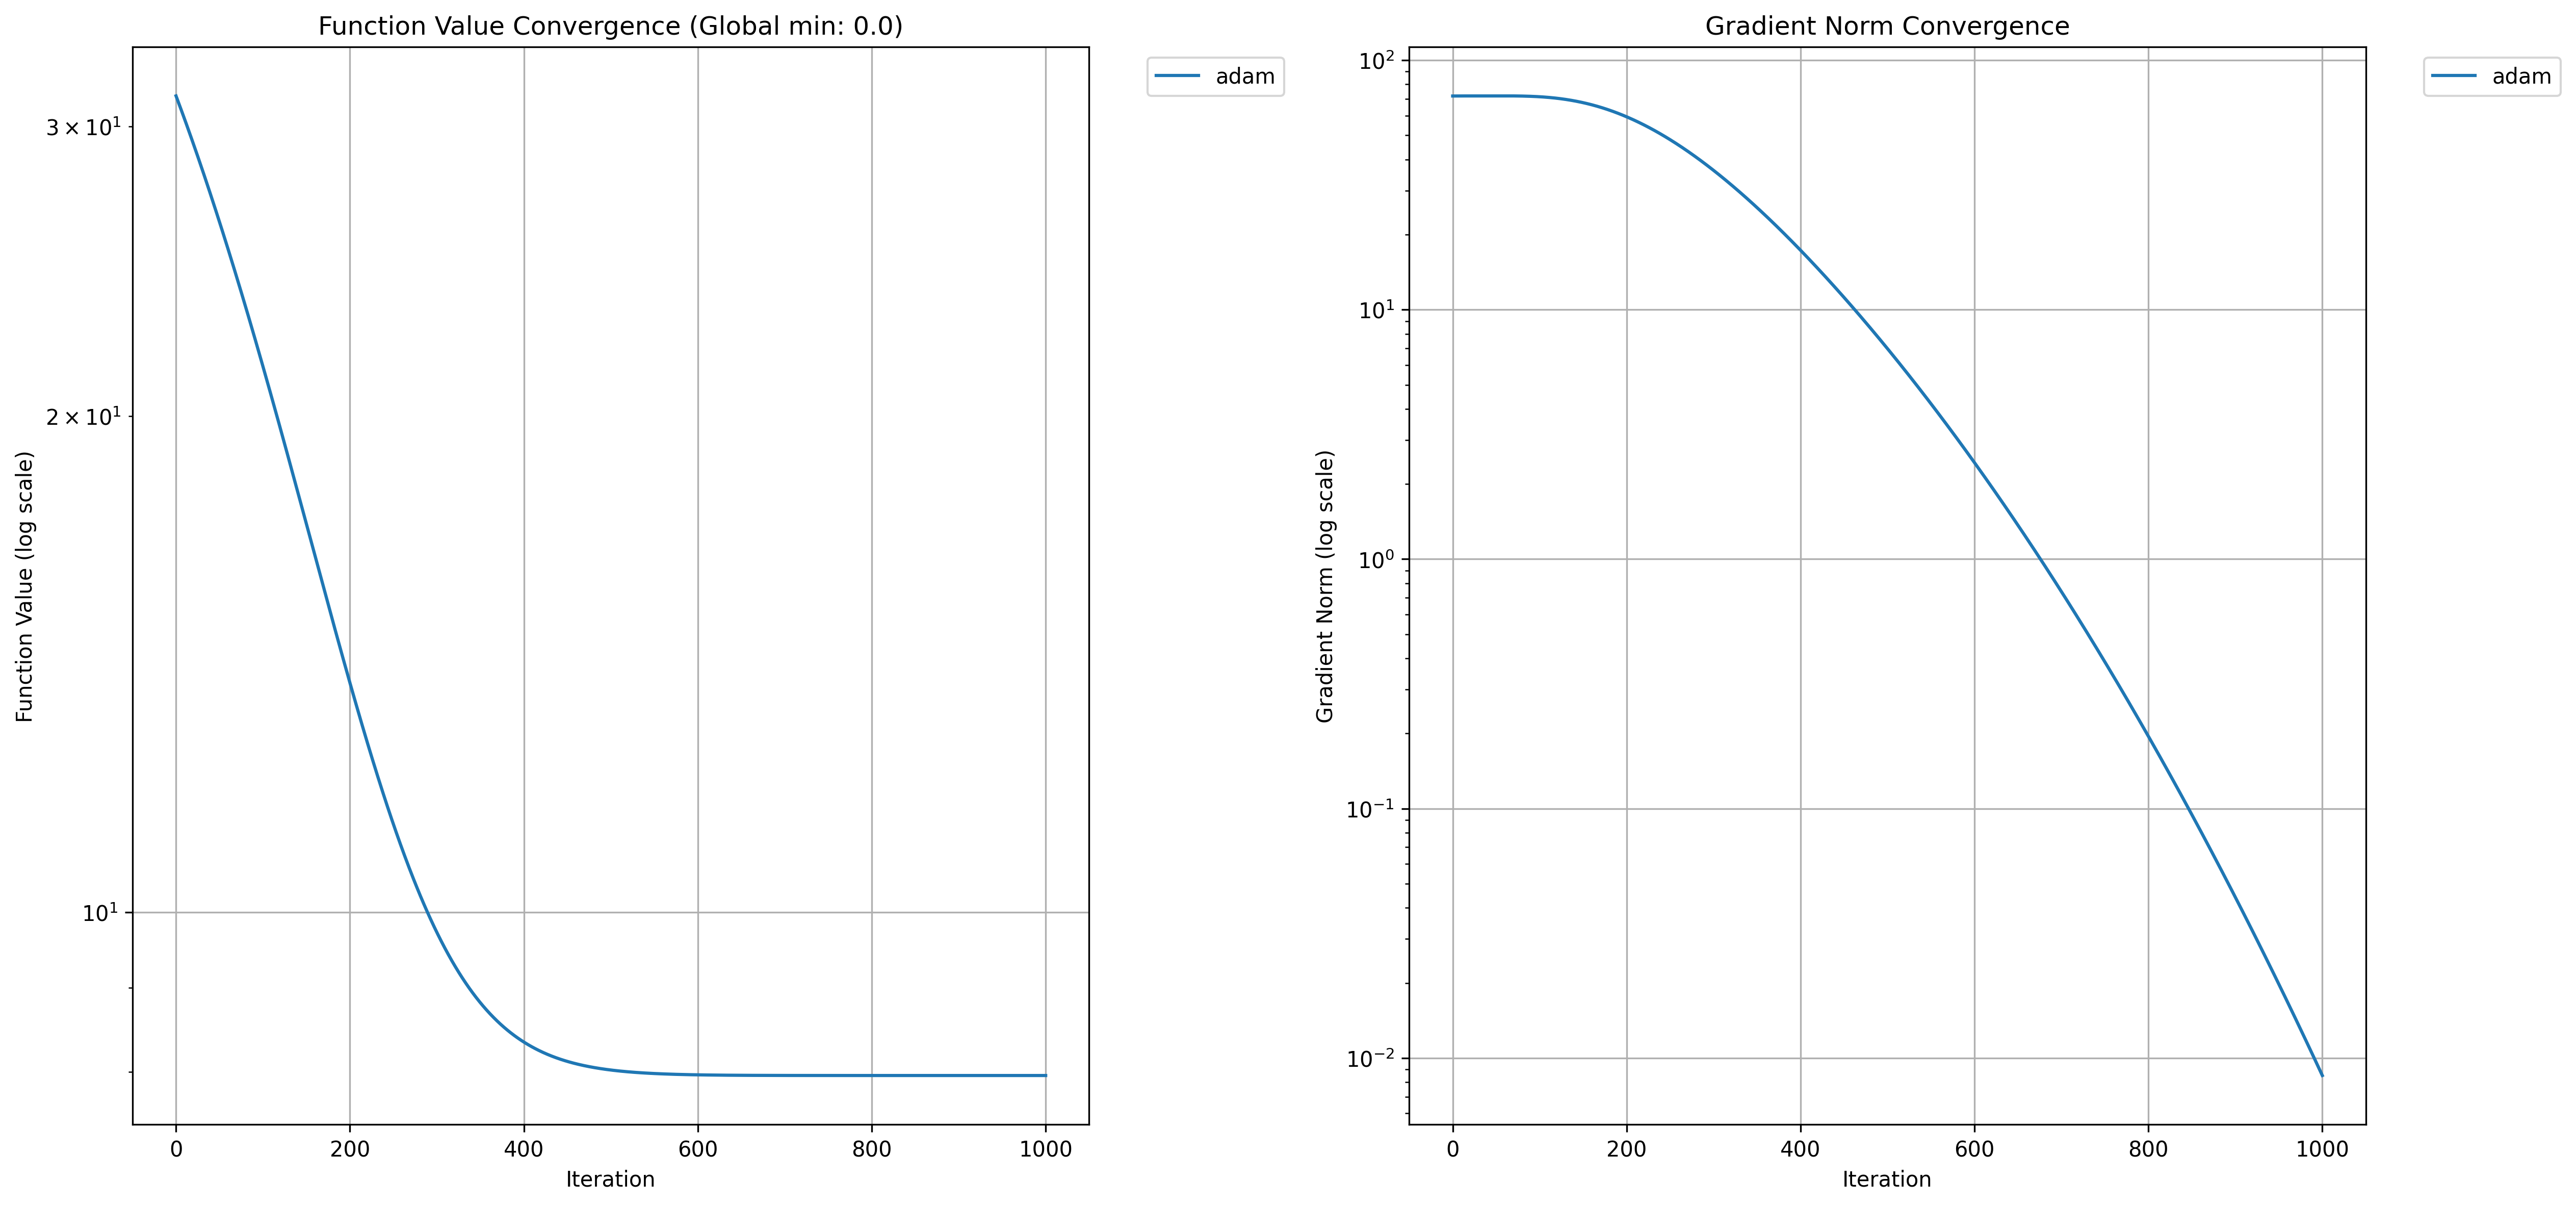 Function Value Convergence (Global min: 0.0)
adam
3 × 10¹
2 × 10¹
10¹
Function Value (log scale)
0 200 400 600 800 1000
Iteration
Gradient Norm Convergence
adam
10²
10¹
10⁰
10⁻¹
10⁻²
Gradient Norm (log scale)
0 200 400 600 800 1000
Iteration